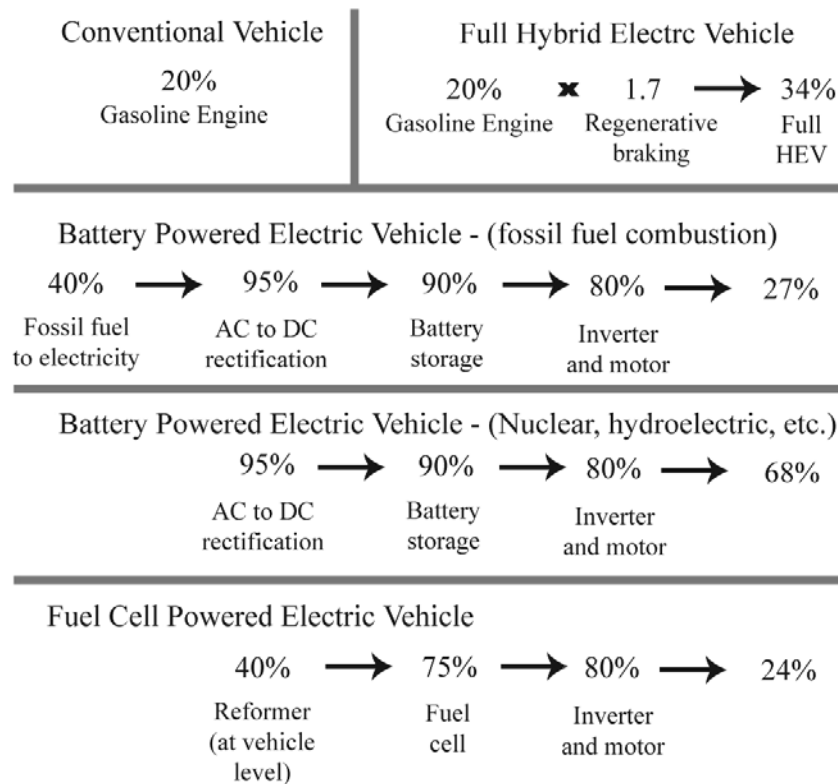 Conventional Vehicle
20%
Gasoline Engine
Full Hybrid Electrc Vehicle
20% x 1.7 → 34%
Gasoline Engine Regenerative braking Full HEV
Battery Powered Electric Vehicle - (fossil fuel combustion)
40% → 95% → 90% → 80% → 27%
Fossil fuel AC to DC Battery Inverter
to electricity rectification storage and motor
Battery Powered Electric Vehicle - (Nuclear, hydroelectric, etc.)
95% → 90% → 80% → 68%
AC to DC Battery Inverter
rectification storage and motor
Fuel Cell Powered Electric Vehicle
40% → 75% → 80% → 24%
Reformer Fuel Inverter
(at vehicle cell and motor
level)